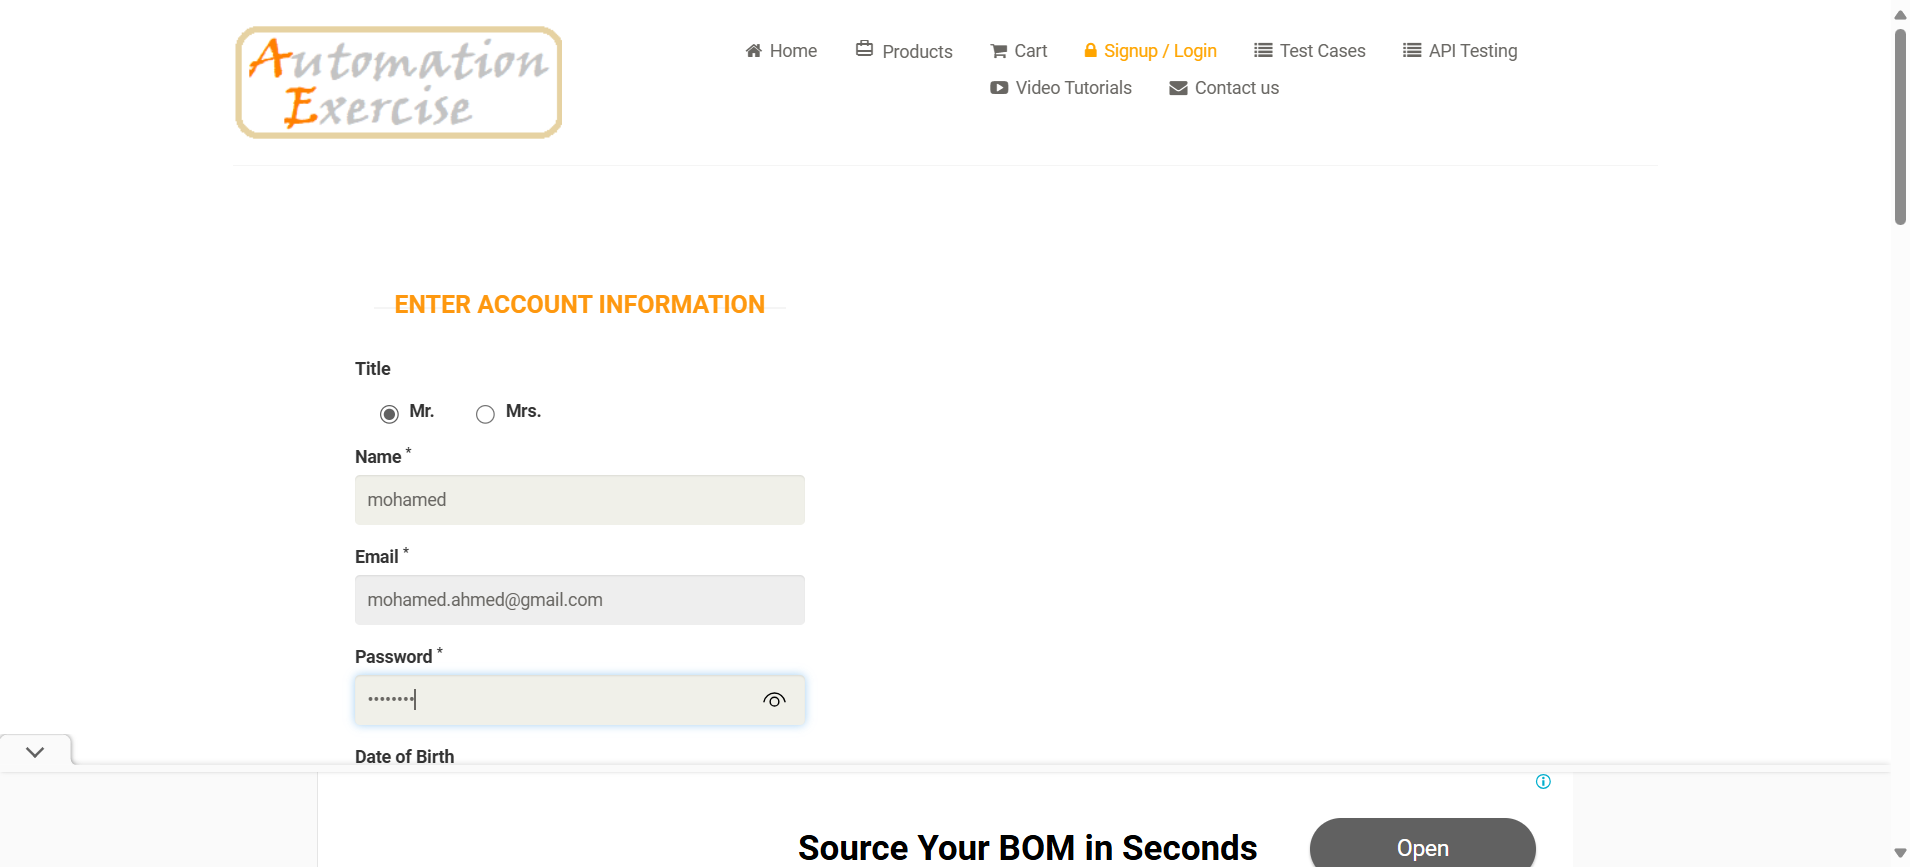 Automation
Exercise
Home
Products
Cart
Signup / Login
Test Cases
API Testing
Video Tutorials
Contact us
ENTER ACCOUNT INFORMATION
Title
Mr.
Mrs.
Name *
mohamed
Email *
mohamed.ahmed@gmail.com
Password *
••••••••
Date of Birth
Source Your BOM in Seconds
Open